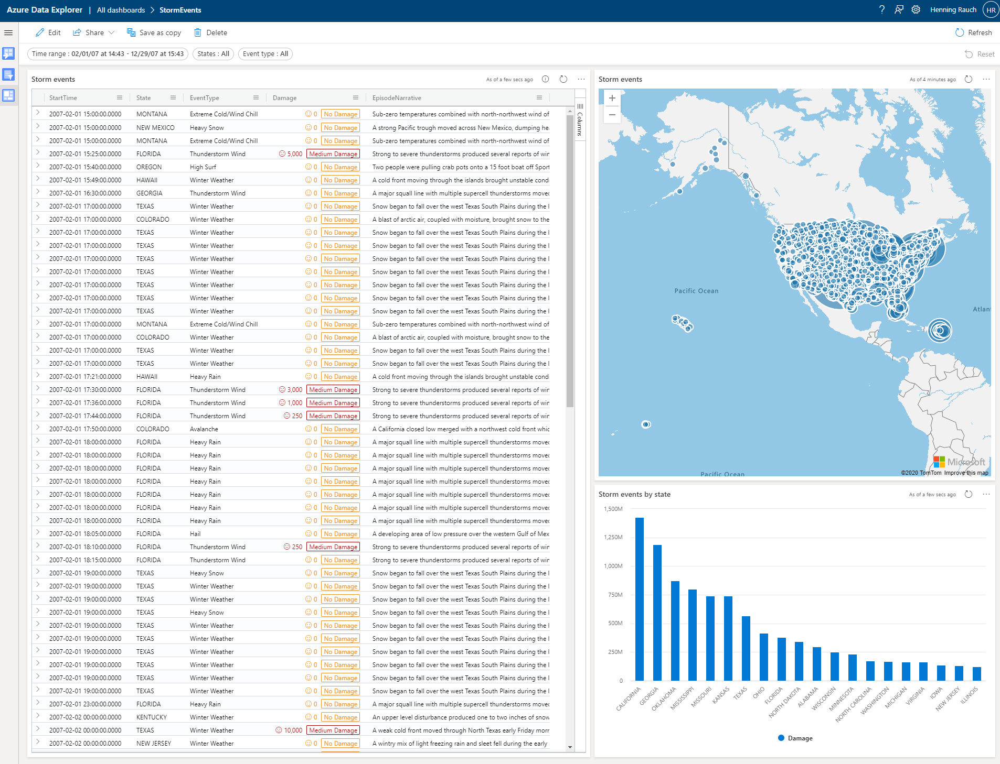 Azure Data Explorer | All dashboards > StormEvents
? Henning Rauch HR
Edit Share Save as copy Delete Refresh
Time range : 02/01/07 at 14:43 - 12/29/07 at 15:43 States : All Event type : All Reset
Storm events As of a few secs ago
StartTime State EventType Damage EpisodeNarrative
Columns
2007-02-01 15:00:00.0000 MONTANA Extreme Cold/Wind Chill 0 No Damage Sub-zero temperatures combined with north-northwest wind of
2007-02-01 15:00:00.0000 NEW MEXICO Heavy Snow 0 No Damage A strong Pacific trough moved across New Mexico, dumping
2007-02-01 15:00:00.0000 MONTANA Extreme Cold/Wind Chill 0 No Damage Sub-zero temperatures combined with north-northwest wind of
2007-02-01 15:25:00.0000 FLORIDA Thunderstorm Wind 5,000 Medium Damage Strong to severe thunderstorms produced several reports of
2007-02-01 15:40:00.0000 OREGON High Surf 0 No Damage Two people were pulling crab pots onto a 15 foot boat off
2007-02-01 15:49:00.0000 HAWAII Winter Weather 0 No Damage A cold front moving through the islands brought unstable
2007-02-01 16:30:00.0000 GEORGIA Thunderstorm Wind 0 No Damage A major squall line with multiple supercell thunderstorms
2007-02-01 17:00:00.0000 TEXAS Winter Weather 0 No Damage Snow began to fall over the west Texas South Plains during the
2007-02-01 17:00:00.0000 COLORADO Winter Weather 0 No Damage A blast of arctic air, coupled with moisture, brought snow to the
2007-02-01 17:00:00.0000 TEXAS Winter Weather 0 No Damage Snow began to fall over the west Texas South Plains during the
2007-02-01 17:00:00.0000 TEXAS Winter Weather 0 No Damage Snow began to fall over the west Texas South Plains during the
2007-02-01 17:00:00.0000 TEXAS Winter Weather 0 No Damage Snow began to fall over the west Texas South Plains during the
2007-02-01 17:00:00.0000 TEXAS Winter Weather 0 No Damage Snow began to fall over the west Texas South Plains during the
2007-02-01 17:00:00.0000 TEXAS Winter Weather 0 No Damage Snow began to fall over the west Texas South Plains during the
2007-02-01 17:00:00.0000 TEXAS Winter Weather 0 No Damage Snow began to fall over the west Texas South Plains during the
2007-02-01 17:00:00.0000 TEXAS Winter Weather 0 No Damage Snow began to fall over the west Texas South Plains during the
2007-02-01 17:00:00.0000 MONTANA Extreme Cold/Wind Chill 0 No Damage Sub-zero temperatures combined with north-northwest wind of
2007-02-01 17:00:00.0000 COLORADO Winter Weather 0 No Damage A blast of arctic air, coupled with moisture, brought snow to the
2007-02-01 17:00:00.0000 TEXAS Winter Weather 0 No Damage Snow began to fall over the west Texas South Plains during the
2007-02-01 17:00:00.0000 TEXAS Winter Weather 0 No Damage Snow began to fall over the west Texas South Plains during the
2007-02-01 17:21:00.0000 HAWAII Heavy Rain 0 No Damage A cold front moving through the islands brought unstable
2007-02-01 17:30:00.0000 FLORIDA Thunderstorm Wind 3,000 Medium Damage Strong to severe thunderstorms produced several reports of
2007-02-01 17:36:00.0000 FLORIDA Thunderstorm Wind 1,000 Medium Damage Strong to severe thunderstorms produced several reports of
2007-02-01 17:44:00.0000 FLORIDA Thunderstorm Wind 250 Medium Damage Strong to severe thunderstorms produced several reports of
2007-02-01 17:50:00.0000 COLORADO Avalanche 0 No Damage A California closed low merged with a northwest cold front
2007-02-01 18:00:00.0000 FLORIDA Heavy Rain 0 No Damage A major squall line with multiple supercell thunderstorms
2007-02-01 18:00:00.0000 FLORIDA Heavy Rain 0 No Damage A major squall line with multiple supercell thunderstorms
2007-02-01 18:00:00.0000 FLORIDA Heavy Rain 0 No Damage A major squall line with multiple supercell thunderstorms
2007-02-01 18:00:00.0000 FLORIDA Heavy Rain 0 No Damage A major squall line with multiple supercell thunderstorms
2007-02-01 18:00:00.0000 FLORIDA Heavy Rain 0 No Damage A major squall line with multiple supercell thunderstorms
2007-02-01 18:00:00.0000 FLORIDA Heavy Rain 0 No Damage A major squall line with multiple supercell thunderstorms
2007-02-01 18:00:00.0000 FLORIDA Heavy Rain 0 No Damage A major squall line with multiple supercell thunderstorms
2007-02-01 18:05:00.0000 FLORIDA Hail 0 No Damage A developing area of low pressure over the western Gulf of
2007-02-01 18:10:00.0000 FLORIDA Thunderstorm Wind 250 Medium Damage Strong to severe thunderstorms produced several reports of
2007-02-01 18:15:00.0000 FLORIDA Thunderstorm Wind 0 No Damage Strong to severe thunderstorms produced several reports of
2007-02-01 19:00:00.0000 TEXAS Heavy Snow 0 No Damage Snow began to fall over the west Texas South Plains during the
2007-02-01 19:00:00.0000 TEXAS Winter Weather 0 No Damage Snow began to fall over the west Texas South Plains during the
2007-02-01 19:00:00.0000 TEXAS Winter Weather 0 No Damage Snow began to fall over the west Texas South Plains during the
2007-02-01 19:00:00.0000 TEXAS Heavy Snow 0 No Damage Snow began to fall over the west Texas South Plains during the
2007-02-01 19:00:00.0000 TEXAS Winter Weather 0 No Damage Snow began to fall over the west Texas South Plains during the
2007-02-01 19:00:00.0000 TEXAS Winter Weather 0 No Damage Snow began to fall over the west Texas South Plains during the
2007-02-01 19:00:00.0000 TEXAS Winter Weather 0 No Damage Snow began to fall over the west Texas South Plains during the
2007-02-01 19:00:00.0000 TEXAS Winter Weather 0 No Damage Snow began to fall over the west Texas South Plains during the
2007-02-01 19:00:00.0000 TEXAS Winter Weather 0 No Damage Snow began to fall over the west Texas South Plains during the
2007-02-01 19:00:00.0000 TEXAS Winter Weather 0 No Damage Snow began to fall over the west Texas South Plains during the
2007-02-01 23:00:00.0000 FLORIDA Heavy Rain 0 No Damage A major squall line with multiple supercell thunderstorms
2007-02-02 00:00:00.0000 KENTUCKY Winter Weather 0 No Damage An upper level disturbance produced one to two inches of snow
2007-02-02 00:00:00.0000 TEXAS Winter Weather 10,000 Medium Damage A weak cold front moved through North Texas early Friday
2007-02-02 00:00:00.0000 NEW JERSEY Winter Weather 0 No Damage A wintry mix of light freezing rain and sleet fell during the early
Storm events As of 4 minutes ago
+
−
Pacific Ocean
Pacific Ocean
Microsoft
©2020 TomTom Improve this map
Storm events by state As of a few secs ago
1,500M
1,250M
1,000M
750M
500M
250M
0
CALIFORNIA
GEORGIA
OKLAHOMA
MISSISSIPPI
MISSOURI
KANSAS
TEXAS
OHIO
FLORIDA
NORTH DAKOTA
ALABAMA
WISCONSIN
MINNESOTA
NORTH CAROLINA
WASHINGTON
MICHIGAN
VIRGINIA
IOWA
NEW JERSEY
ILLINOIS
Damage